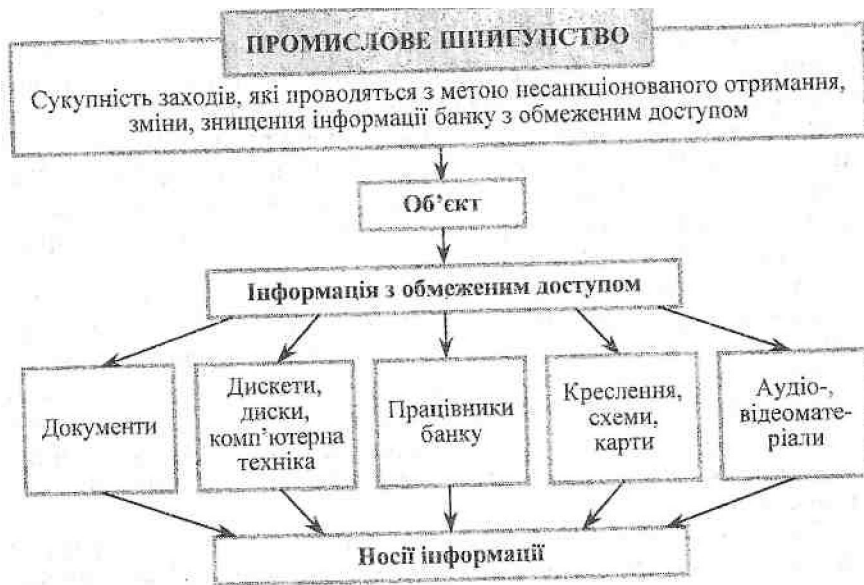 ПРОМИСЛОВЕ ШПИГУНСТВО
Сукупність заходів, які проводяться з метою несанкціонованого отримання,
зміни, знищення інформації банку з обмеженим доступом
Об’єкт
Інформація з обмеженим доступом
Документи
Дискети,
диски,
комп’ютерна
техніка
Працівники
банку
Креслення,
схеми,
карти
Аудіо-,
відеомате-
ріали
Носії інформації